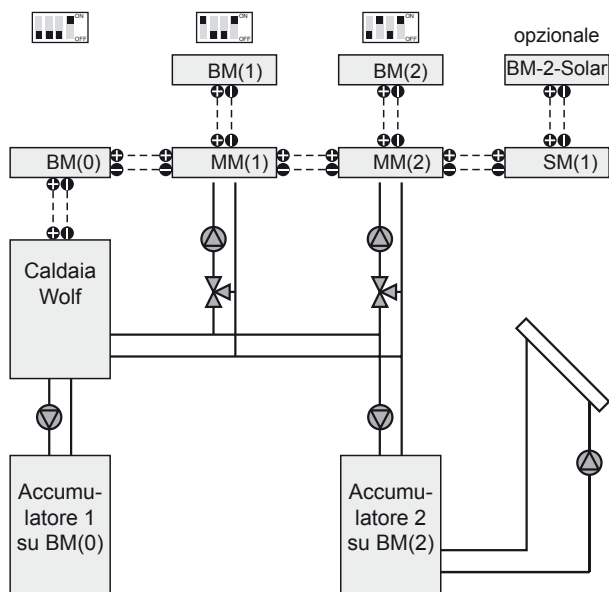 ON
OFF
ON
OFF
ON
OFF
opzionale
BM(1)
BM(2)
BM-2-Solar
BM(0)
MM(1)
MM(2)
SM(1)
Caldaia
Wolf
Accumu-
latore 1
su BM(0)
Accumu-
latore 2
su BM(2)